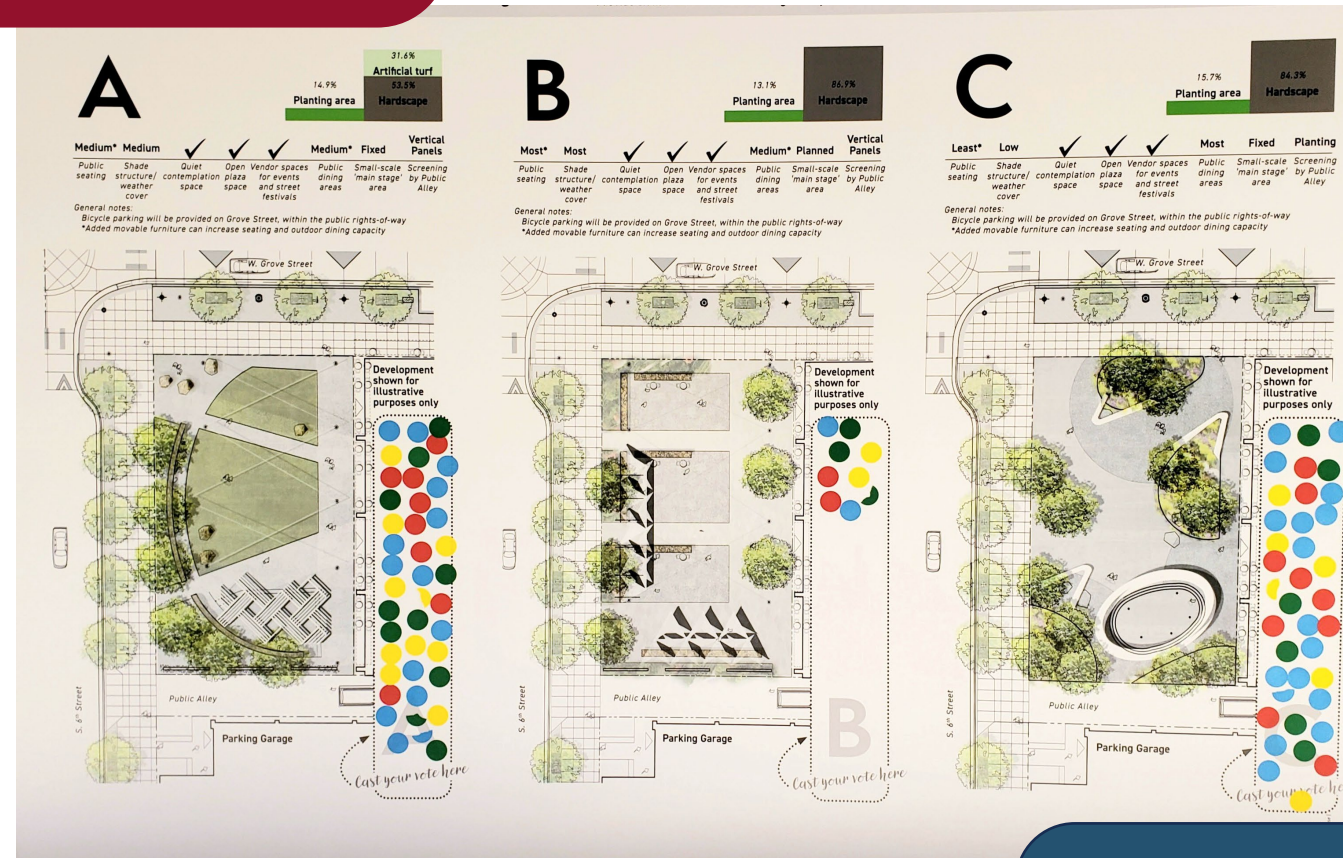 A
31.6%
Artificial turf
14.9%
53.5%
Planting area
Hardscape
Medium* Medium ✓ ✓ ✓ Medium* Fixed Vertical Panels
Public seating
Shade structure/ weather cover
Quiet contemplation space
Open plaza space
Vendor spaces for events and street festivals
Public dining areas
Small-scale 'main stage' area
Screening by Public Alley
General notes:
Bicycle parking will be provided on Grove Street, within the public rights-of-way
*Added movable furniture can increase seating and outdoor dining capacity
W. Grove Street
Development
shown for
illustrative
purposes only
S. 6th Street
Public Alley
Parking Garage
A
Cast your vote here
B
13.1%
86.9%
Planting area
Hardscape
Most* Most ✓ ✓ ✓ Medium* Planned Vertical Panels
Public seating
Shade structure/ weather cover
Quiet contemplation space
Open plaza space
Vendor spaces for events and street festivals
Public dining areas
Small-scale 'main stage' area
Screening by Public Alley
General notes:
Bicycle parking will be provided on Grove Street, within the public rights-of-way
*Added movable furniture can increase seating and outdoor dining capacity
W. Grove Street
Development
shown for
illustrative
purposes only
S. 6th Street
Public Alley
Parking Garage
B
Cast your vote here
C
15.7%
84.3%
Planting area
Hardscape
Least* Low ✓ ✓ ✓ Most Fixed Planting
Public seating
Shade structure/ weather cover
Quiet contemplation space
Open plaza space
Vendor spaces for events and street festivals
Public dining areas
Small-scale 'main stage' area
Screening by Public Alley
General notes:
Bicycle parking will be provided on Grove Street, within the public rights-of-way
*Added movable furniture can increase seating and outdoor dining capacity
W. Grove Street
Development
shown for
illustrative
purposes only
S. 6th Street
Public Alley
Parking Garage
Cast your vote he